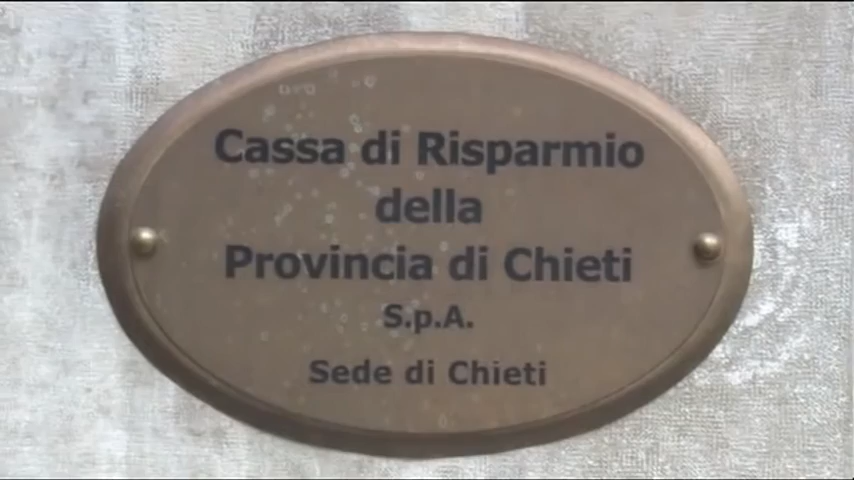 Cassa di Risparmio
della
Provincia di Chieti
S.p.A.
Sede di Chieti